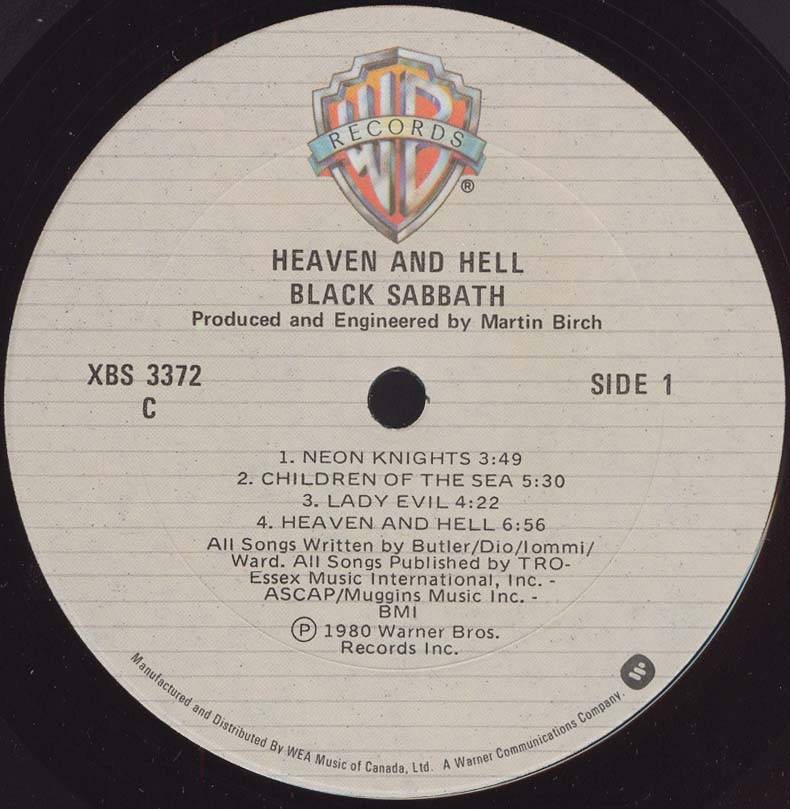 WB
RECORDS
®
HEAVEN AND HELL
BLACK SABBATH
Produced and Engineered by Martin Birch
XBS 3372
C
SIDE 1
1. NEON KNIGHTS 3:49
2. CHILDREN OF THE SEA 5:30
3. LADY EVIL 4:22
4. HEAVEN AND HELL 6:56
All Songs Written by Butler/Dio/Iommi/
Ward. All Songs Published by TRO-
Essex Music International, Inc. -
ASCAP/Muggins Music Inc. -
BMI
Ⓟ 1980 Warner Bros.
Records Inc.
Manufactured and Distributed By WEA Music of Canada, Ltd. A Warner Communications Company.